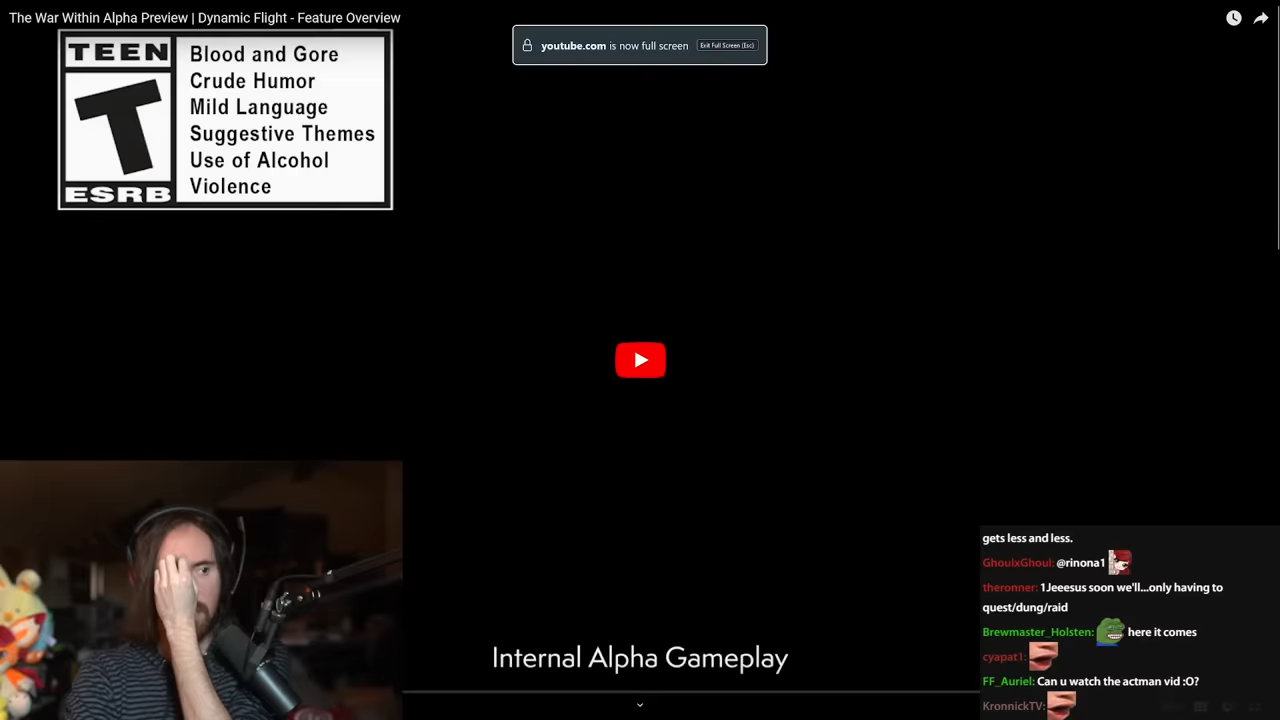 The War Within Alpha Preview | Dynamic Flight - Feature Overview
youtube.com is now full screen
Exit Full Screen (Esc)
TEEN
T
ESRB
Blood and Gore
Crude Humor
Mild Language
Suggestive Themes
Use of Alcohol
Violence
Internal Alpha Gameplay
gets less and less.
GhoulxGhoul: @rinona1
theronner: 1Jeeesus soon we'll...only having to
quest/dung/raid
Brewmaster_Holsten: here it comes
cyapat1:
FF_Auriel: Can u watch the actman vid :O?
KronnickTV: